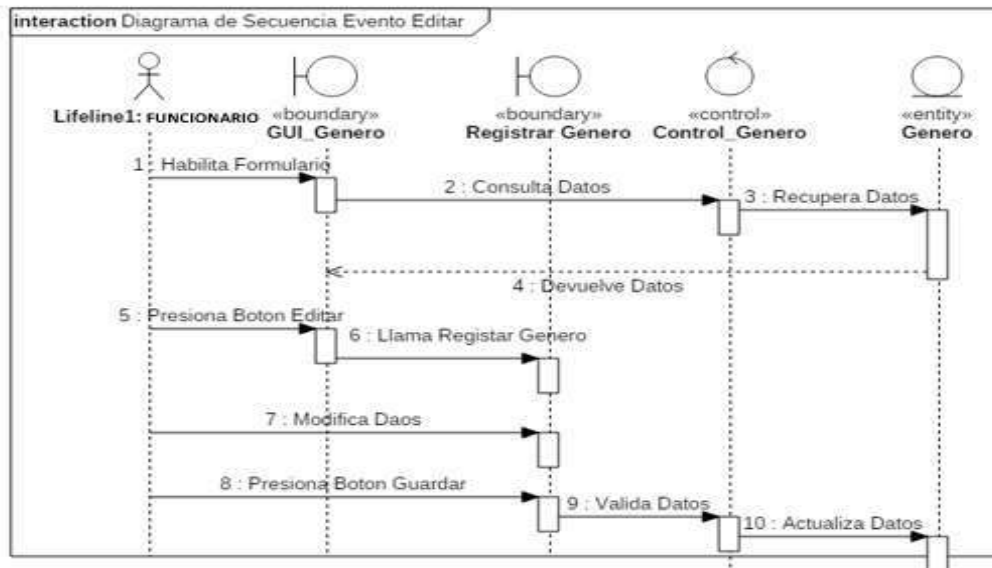 interaction Diagrama de Secuencia Evento Editar
Lifeline1: FUNCIONARIO
«boundary»
GUI_Genero
«boundary»
Registrar Genero
«control»
Control_Genero
«entity»
Genero
1 : Habilita Formulario
2 : Consulta Datos
3 : Recupera Datos
4 : Devuelve Datos
5 : Presiona Boton Editar
6 : Llama Registar Genero
7 : Modifica Daos
8 : Presiona Boton Guardar
9 : Valida Datos
10 : Actualiza Datos